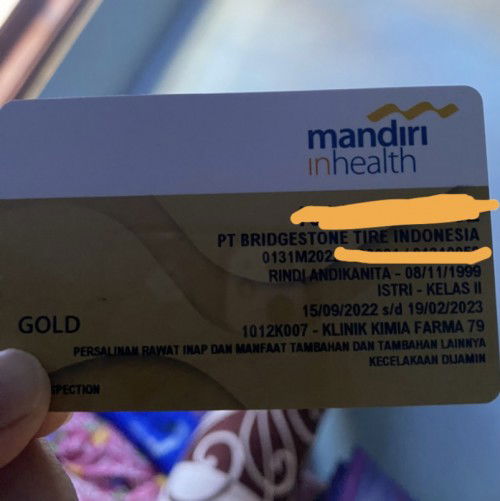 mandiri
inhealth
PT BRIDGESTONE TIRE INDONESIA
0131M202
RINDI ANDIKANITA - 08/11/1999
ISTRI - KELAS II
15/09/2022 s/d 19/02/2023
GOLD
1012K007 - KLINIK KIMIA FARMA 79
PERSALINAN RAWAT INAP DAN MANFAAT TAMBAHAN DAN TAMBAHAN LAINNYA
KECELAKAAN DIJAMIN